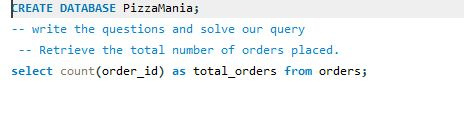 CREATE DATABASE PizzaMania;
-- write the questions and solve our query
-- Retrieve the total number of orders placed.
select count(order_id) as total_orders from orders;